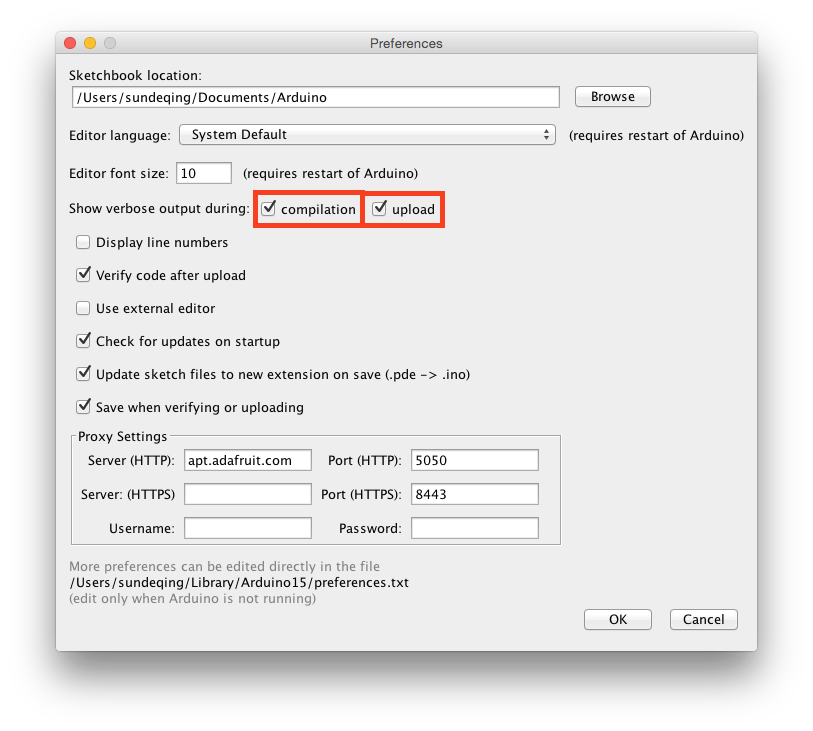 Preferences
Sketchbook location:
/Users/sundeqing/Documents/Arduino Browse
Editor language: System Default (requires restart of Arduino)
Editor font size: 10 (requires restart of Arduino)
Show verbose output during: compilation upload
Display line numbers
Verify code after upload
Use external editor
Check for updates on startup
Update sketch files to new extension on save (.pde -> .ino)
Save when verifying or uploading
Proxy Settings
Server (HTTP): apt.adafruit.com Port (HTTP): 5050
Server: (HTTPS) Port (HTTPS): 8443
Username: Password:
More preferences can be edited directly in the file
/Users/sundeqing/Library/Arduino15/preferences.txt
(edit only when Arduino is not running)
OK Cancel